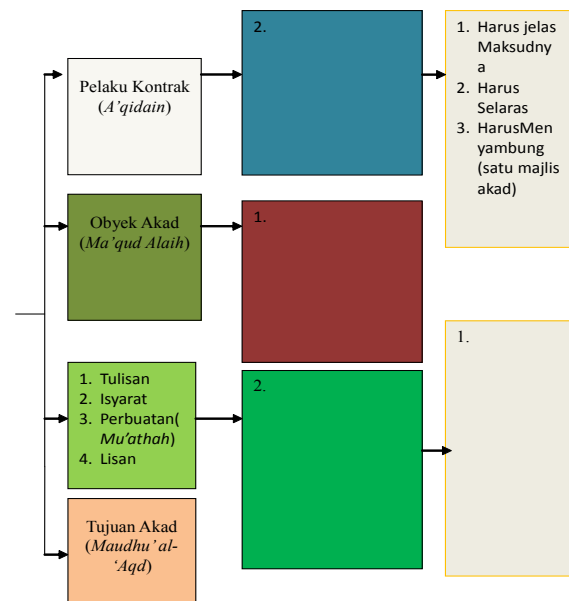 Pelaku Kontrak
(A’qidain)
2.
1. Harus jelas
Maksudny
a
2. Harus
Selaras
3. HarusMen
yambung
(satu majlis
akad)
Obyek Akad
(Ma’qud Alaih)
1.
1. Tulisan
2. Isyarat
3. Perbuatan(
Mu’athah)
4. Lisan
2.
1.
Tujuan Akad
(Maudhu’ al-
‘Aqd)